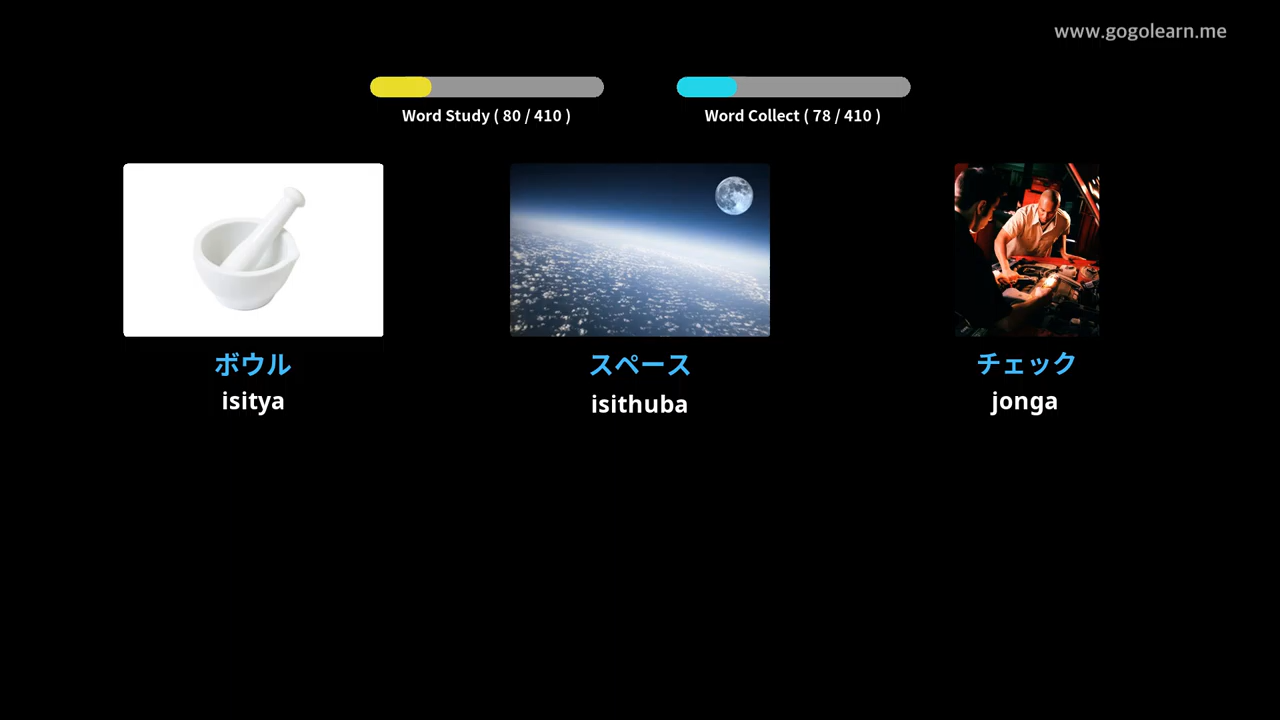 www.gogolearn.me
Word Study ( 80 / 410 )
Word Collect ( 78 / 410 )
ボウル
isitya
スペース
isithuba
チェック
jonga